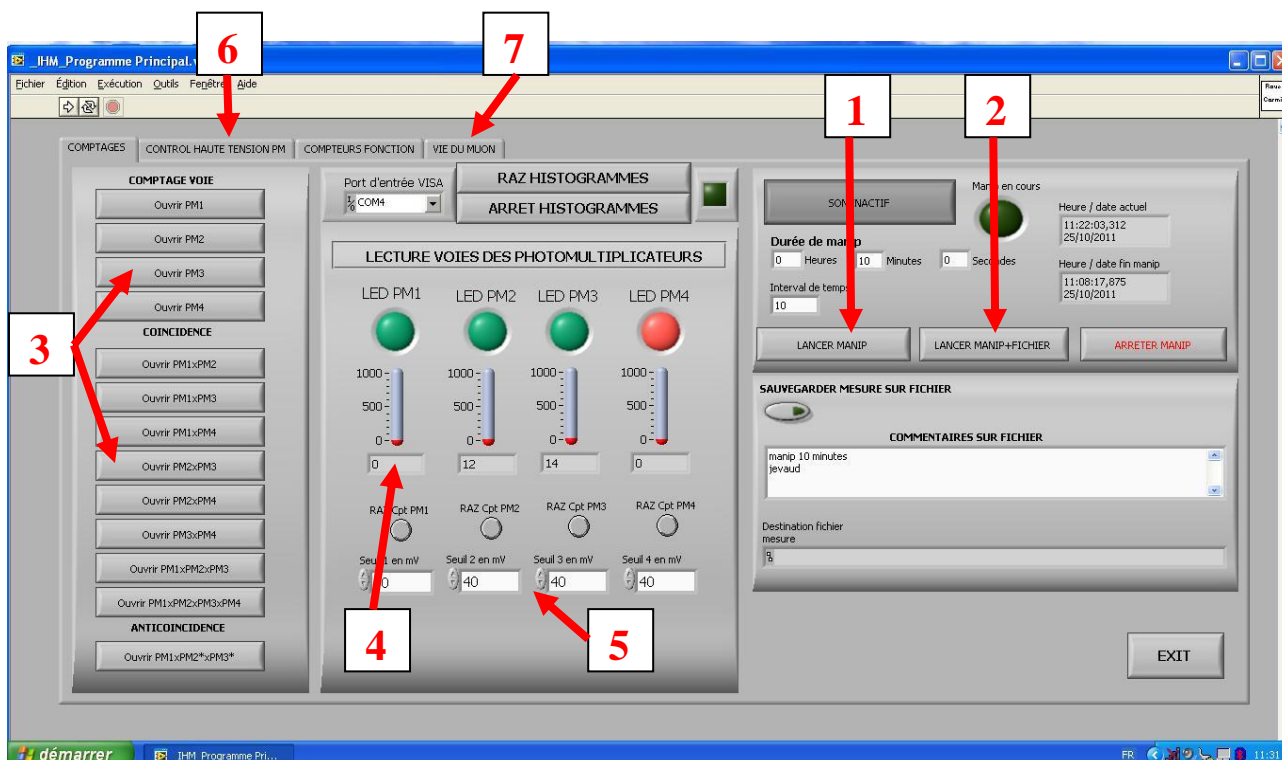 6
7
1
2
_IHM_Programme Principal.v
Fichier Édition Exécution Outils Fenêtre Aide
COMPTAGES CONTROL HAUTE TENSION PM COMPTEURS FONCTION VIE DU MUON
COMPTAGE VOIE
Ouvrir PM1
Ouvrir PM2
Ouvrir PM3
Ouvrir PM4
3
COINCIDENCE
Ouvrir PM1xPM2
Ouvrir PM1xPM3
Ouvrir PM1xPM4
Ouvrir PM2xPM3
Ouvrir PM2xPM4
Ouvrir PM3xPM4
Ouvrir PM1xPM2xPM3
Ouvrir PM1xPM2xPM3xPM4
ANTICOINCIDENCE
Ouvrir PM1xPM2*xPM3*
Port d'entrée VISA
COM4
RAZ HISTOGRAMMES
ARRET HISTOGRAMMES
LECTURE VOIES DES PHOTOMULTIPLICATEURS
LED PM1 LED PM2 LED PM3 LED PM4
1000 1000 1000 1000
500 500 500 500
0 0 0 0
0 12 14 0
RAZ Cpt PM1 RAZ Cpt PM2 RAZ Cpt PM3 RAZ Cpt PM4
Seuil 1 en mV Seuil 2 en mV Seuil 3 en mV Seuil 4 en mV
40 40 40
4
5
INACTIF
Manip en cours
Heure / date actuel
11:22:03,312
25/10/2011
Durée de manip
0 Heures 10 Minutes 0 Secondes
Heure / date fin manip
11:08:17,875
25/10/2011
Interval de temps
10
LANCER MANIP LANCER MANIP+FICHIER ARRETER MANIP
SAUVEGARDER MESURE SUR FICHIER
COMMENTAIRES SUR FICHIER
manip 10 minutes
jevaud
Destination fichier
mesure
EXIT
démarrer IHM_Programme Pri... FR 11:31